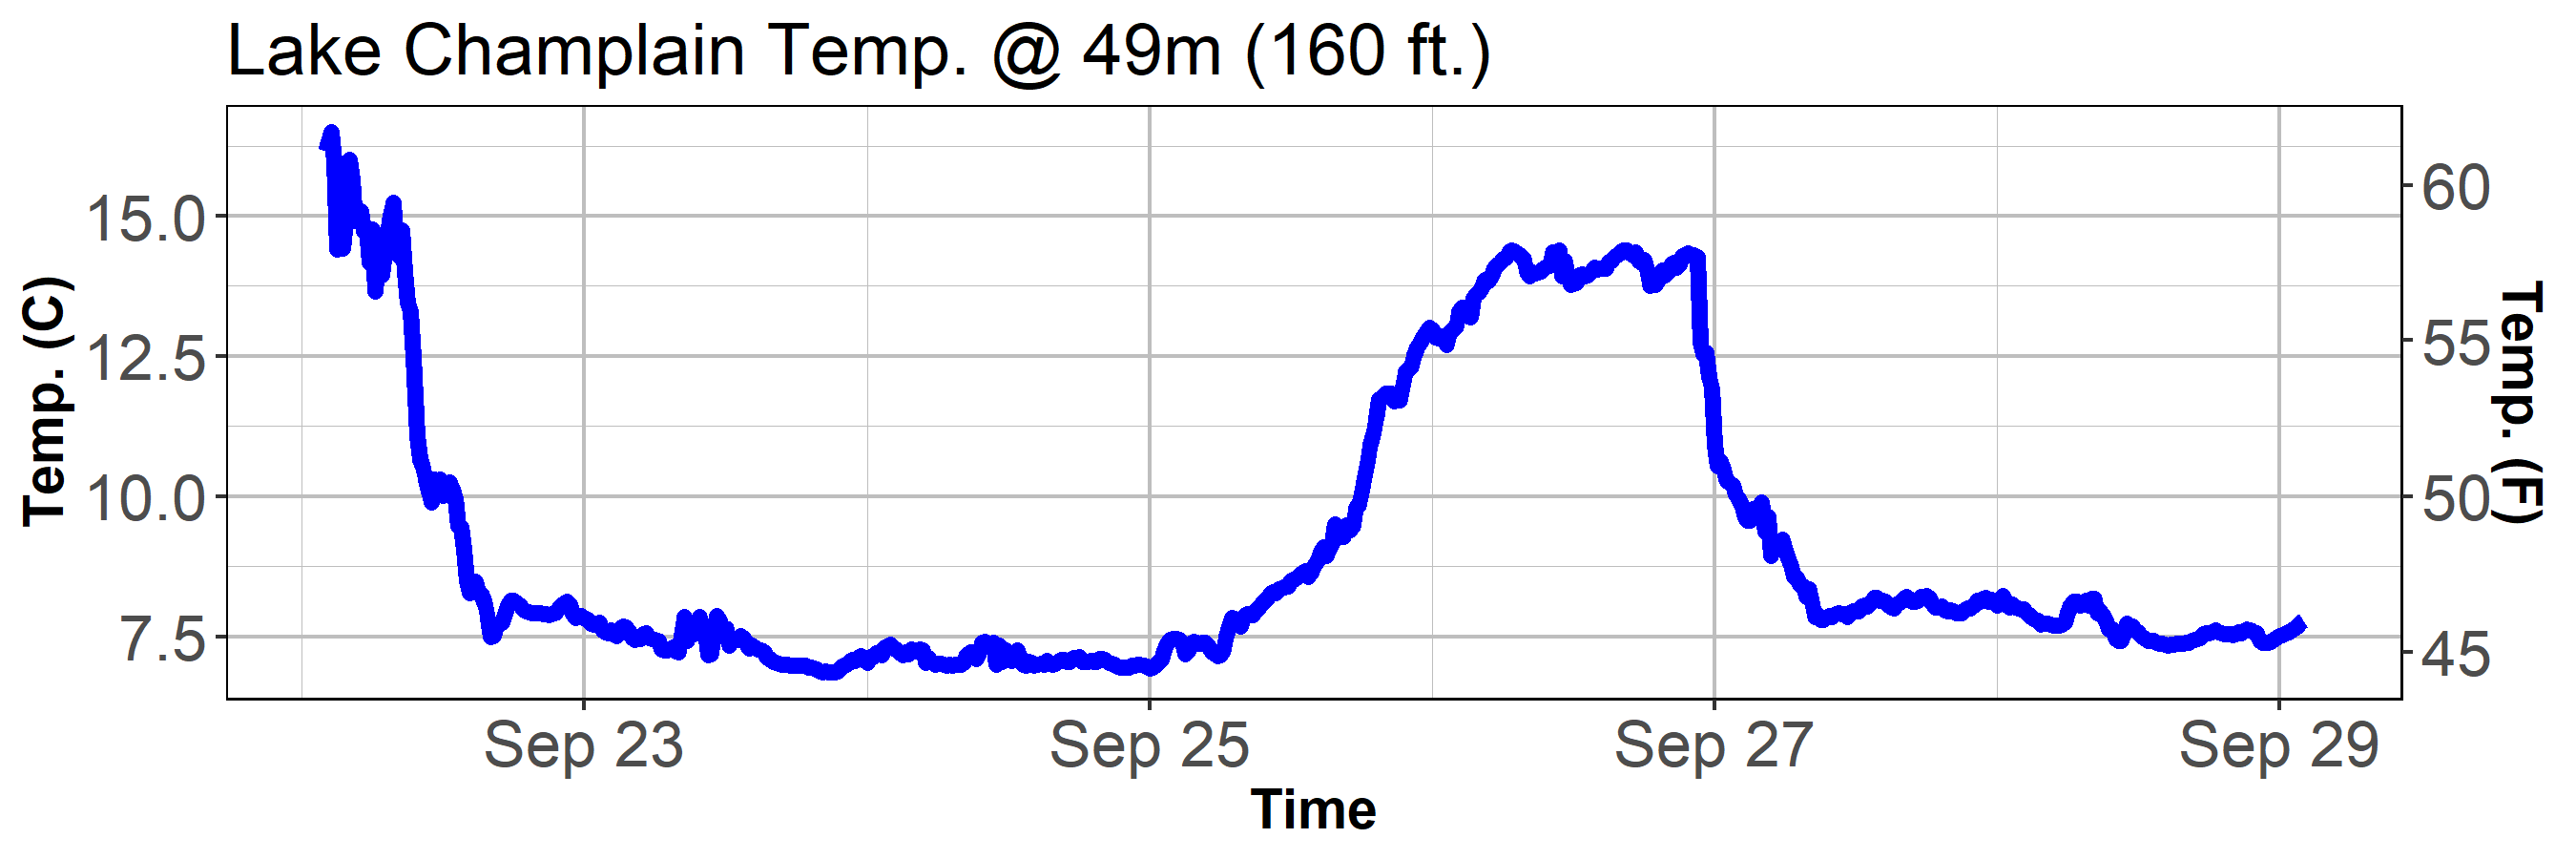 Lake Champlain Temp. @ 49m (160 ft.)
Temp. (C)
15.0
12.5
10.0
7.5
60
55
50
45
Temp. (F)
Sep 23
Sep 25
Sep 27
Sep 29
Time